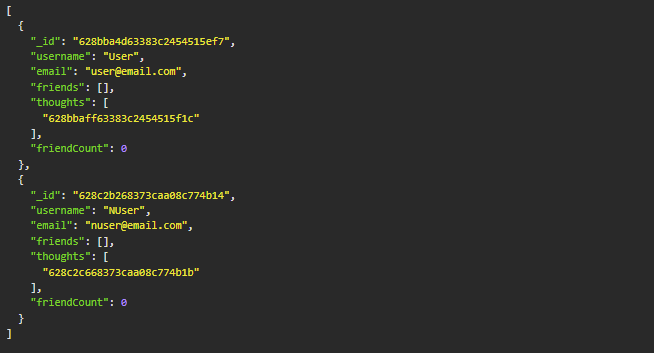 [
  {
    "_id": "628bba4d63383c2454515ef7",
    "username": "User",
    "email": "user@email.com",
    "friends": [],
    "thoughts": [
      "628bbaff63383c2454515f1c"
    ],
    "friendCount": 0
  },
  {
    "_id": "628c2b268373caa08c774b14",
    "username": "NUser",
    "email": "nuser@email.com",
    "friends": [],
    "thoughts": [
      "628c2c668373caa08c774b1b"
    ],
    "friendCount": 0
  }
]